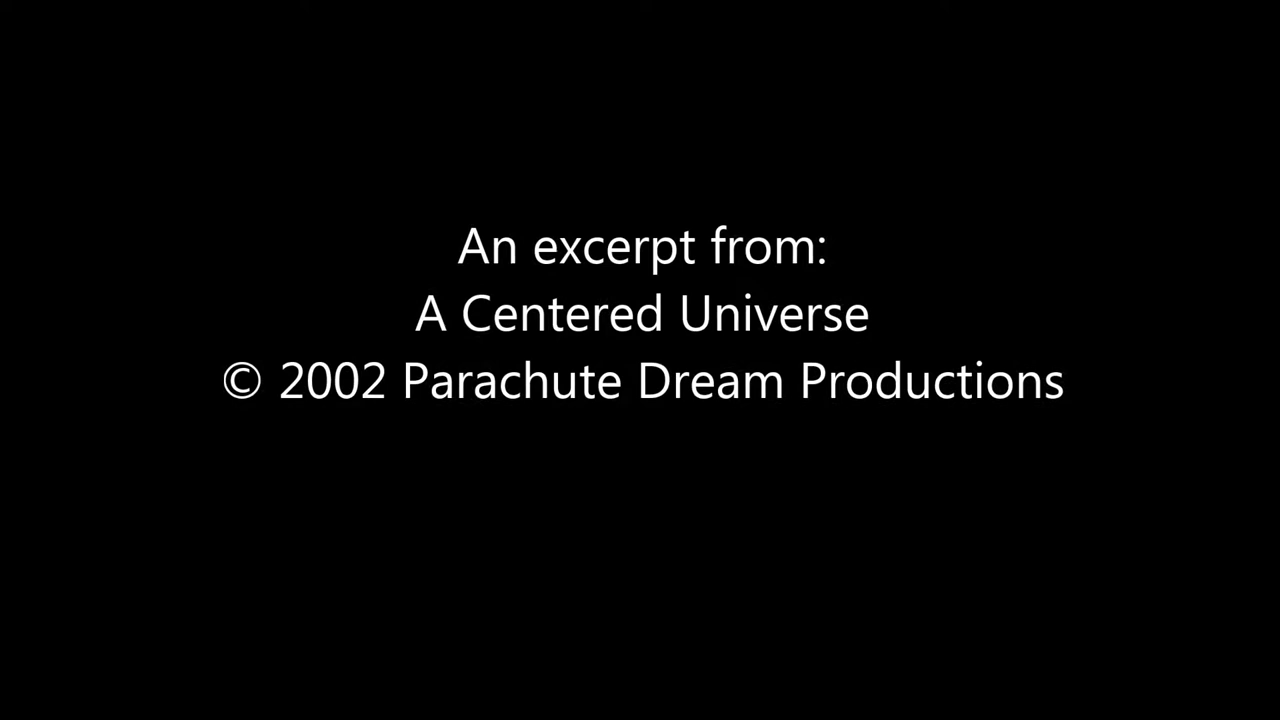 An excerpt from:
A Centered Universe
© 2002 Parachute Dream Productions